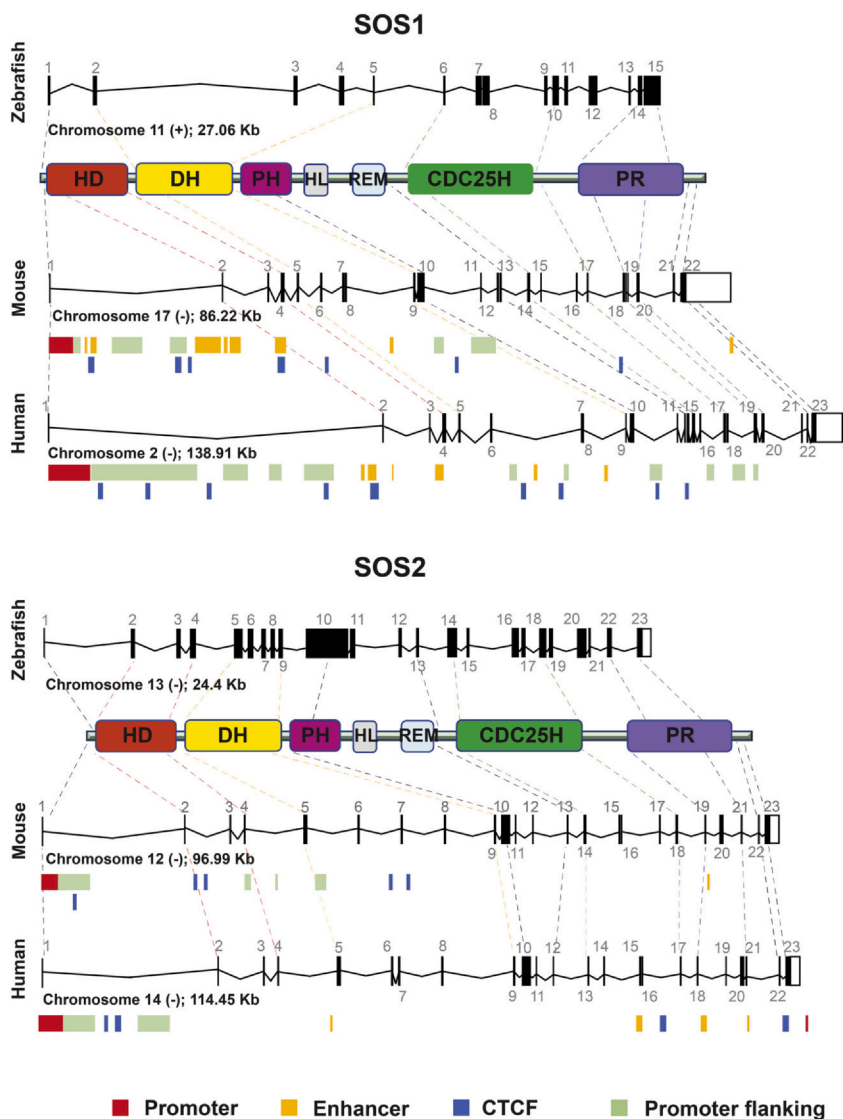 SOS1
Zebrafish
1 2 3 4 5 6 7 9 11 13 15
8 10 12 14
Chromosome 11 (+); 27.06 Kb
HD DH PH HL REM CDC25H PR
Mouse
1 2 3 5 7 10 11 13 15 17 19 21 22
4 6 8 9 12 14 16 18 20
Chromosome 17 (-); 86.22 Kb
Human
1 2 3 5 7 10 11 15 17 19 21 23
4 6 8 9 16 18 20 22
Chromosome 2 (-); 138.91 Kb
SOS2
Zebrafish
1 2 3 4 5 6 8 10 12 14 16 18 20 22 23
7 9 11 13 15 17 19 21
Chromosome 13 (-); 24.4 Kb
HD DH PH HL REM CDC25H PR
Mouse
1 2 3 4 5 6 7 8 10 12 13 15 17 19 21 23
9 11 14 16 18 20 22
Chromosome 12 (-); 96.99 Kb
Human
1 2 3 4 5 6 8 10 12 14 15 17 19 21 23
7 9 11 13 16 18 20 22
Chromosome 14 (-); 114.45 Kb
Promoter Enhancer CTCF Promoter flanking